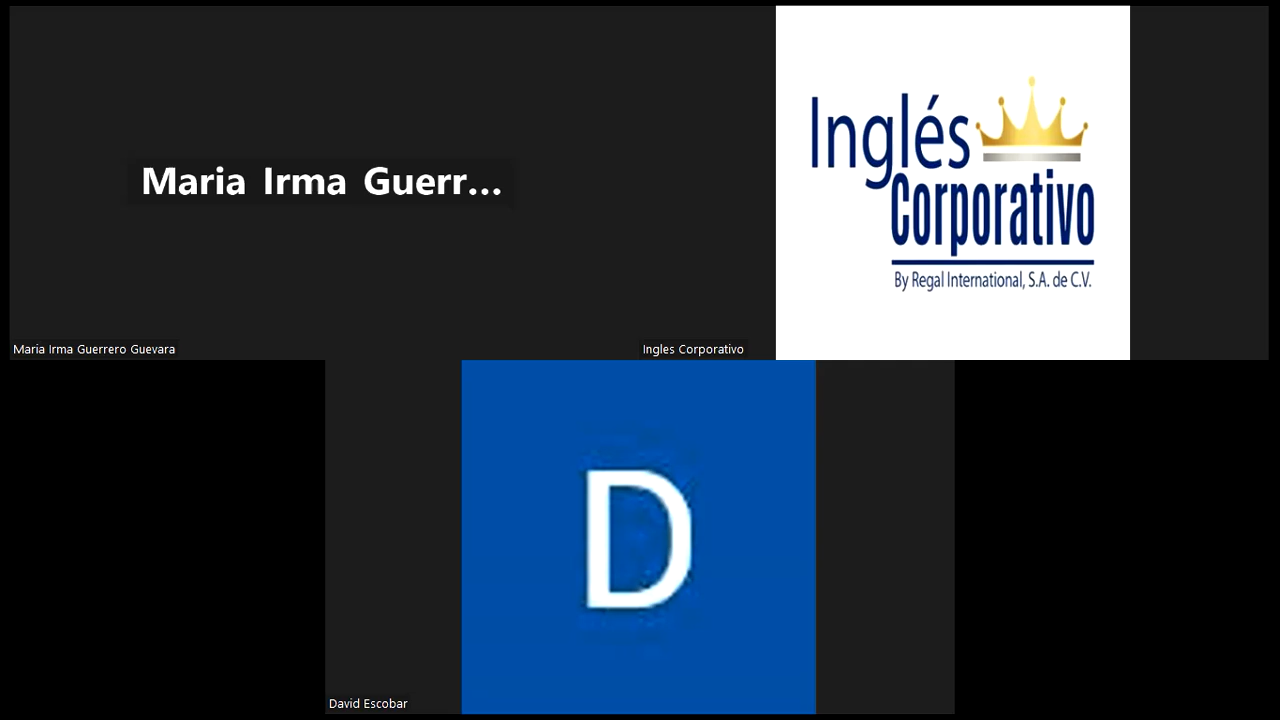 Maria Irma Guerr...
Maria Irma Guerrero Guevara
Inglés
Corporativo
By Regal International, S.A. de C.V.
Ingles Corporativo
D
David Escobar